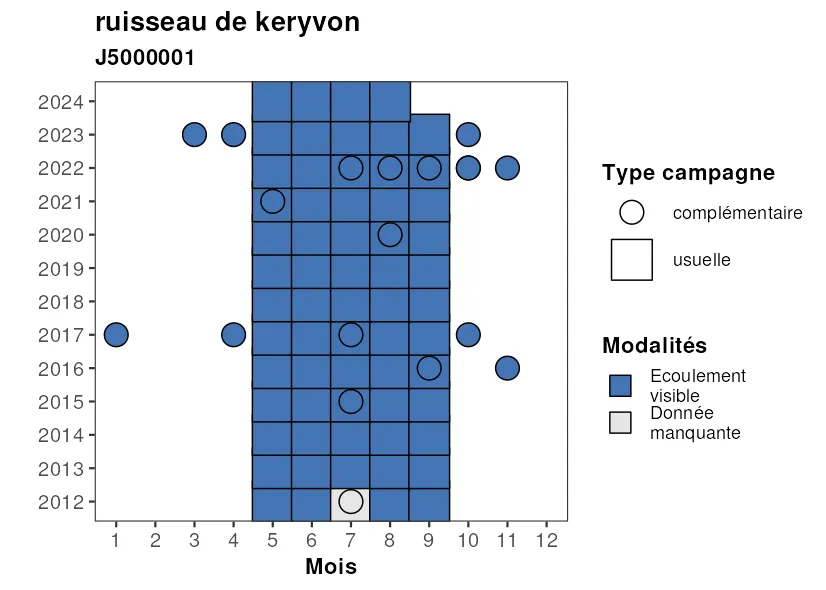 ruisseau de keryvon
J5000001
2024
2023
2022
2021
2020
2019
2018
2017
2016
2015
2014
2013
2012
1 2 3 4 5 6 7 8 9 10 11 12
Mois
Type campagne
complémentaire
usuelle
Modalités
Ecoulement
visible
Donnée
manquante